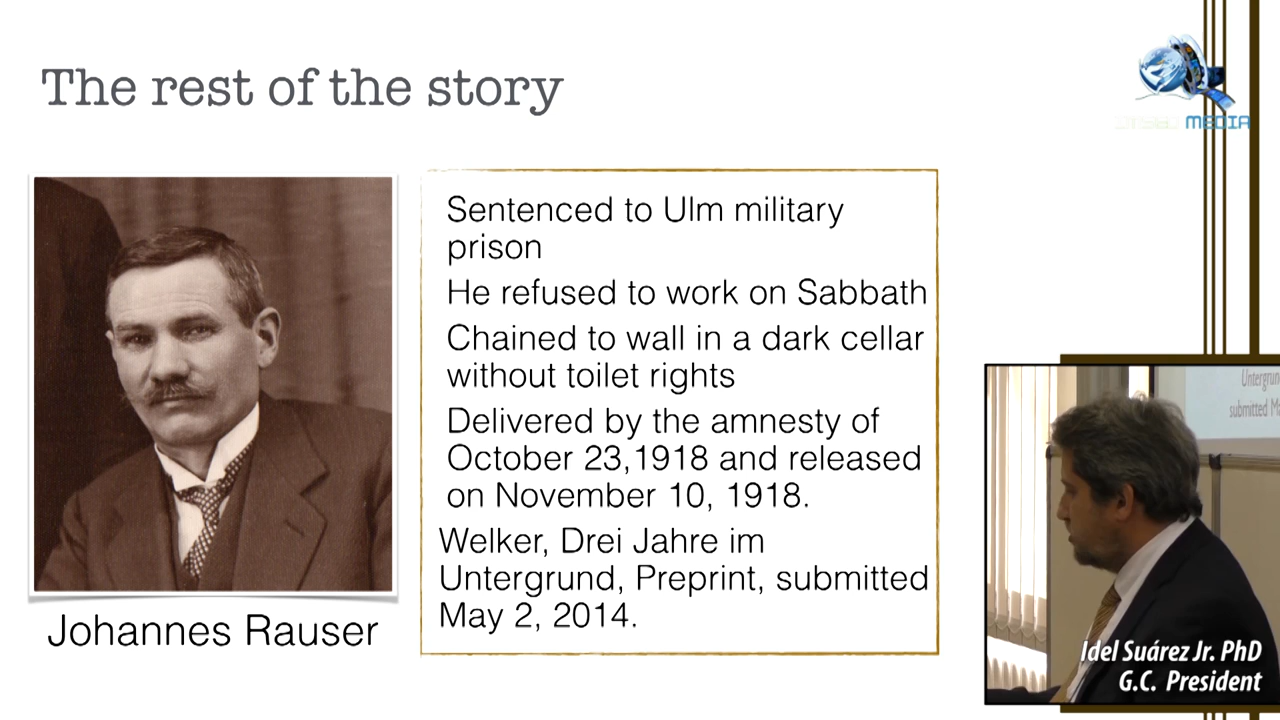 The rest of the story
MEDIA
Sentenced to Ulm military
prison
He refused to work on Sabbath
Chained to wall in a dark cellar
without toilet rights
Delivered by the amnesty of
October 23,1918 and released
on November 10, 1918.
Welker, Drei Jahre im
Untergrund, Preprint, submitted
May 2, 2014.
Johannes Rauser
submitted
Idel Suárez Jr. PhD
G.C. President